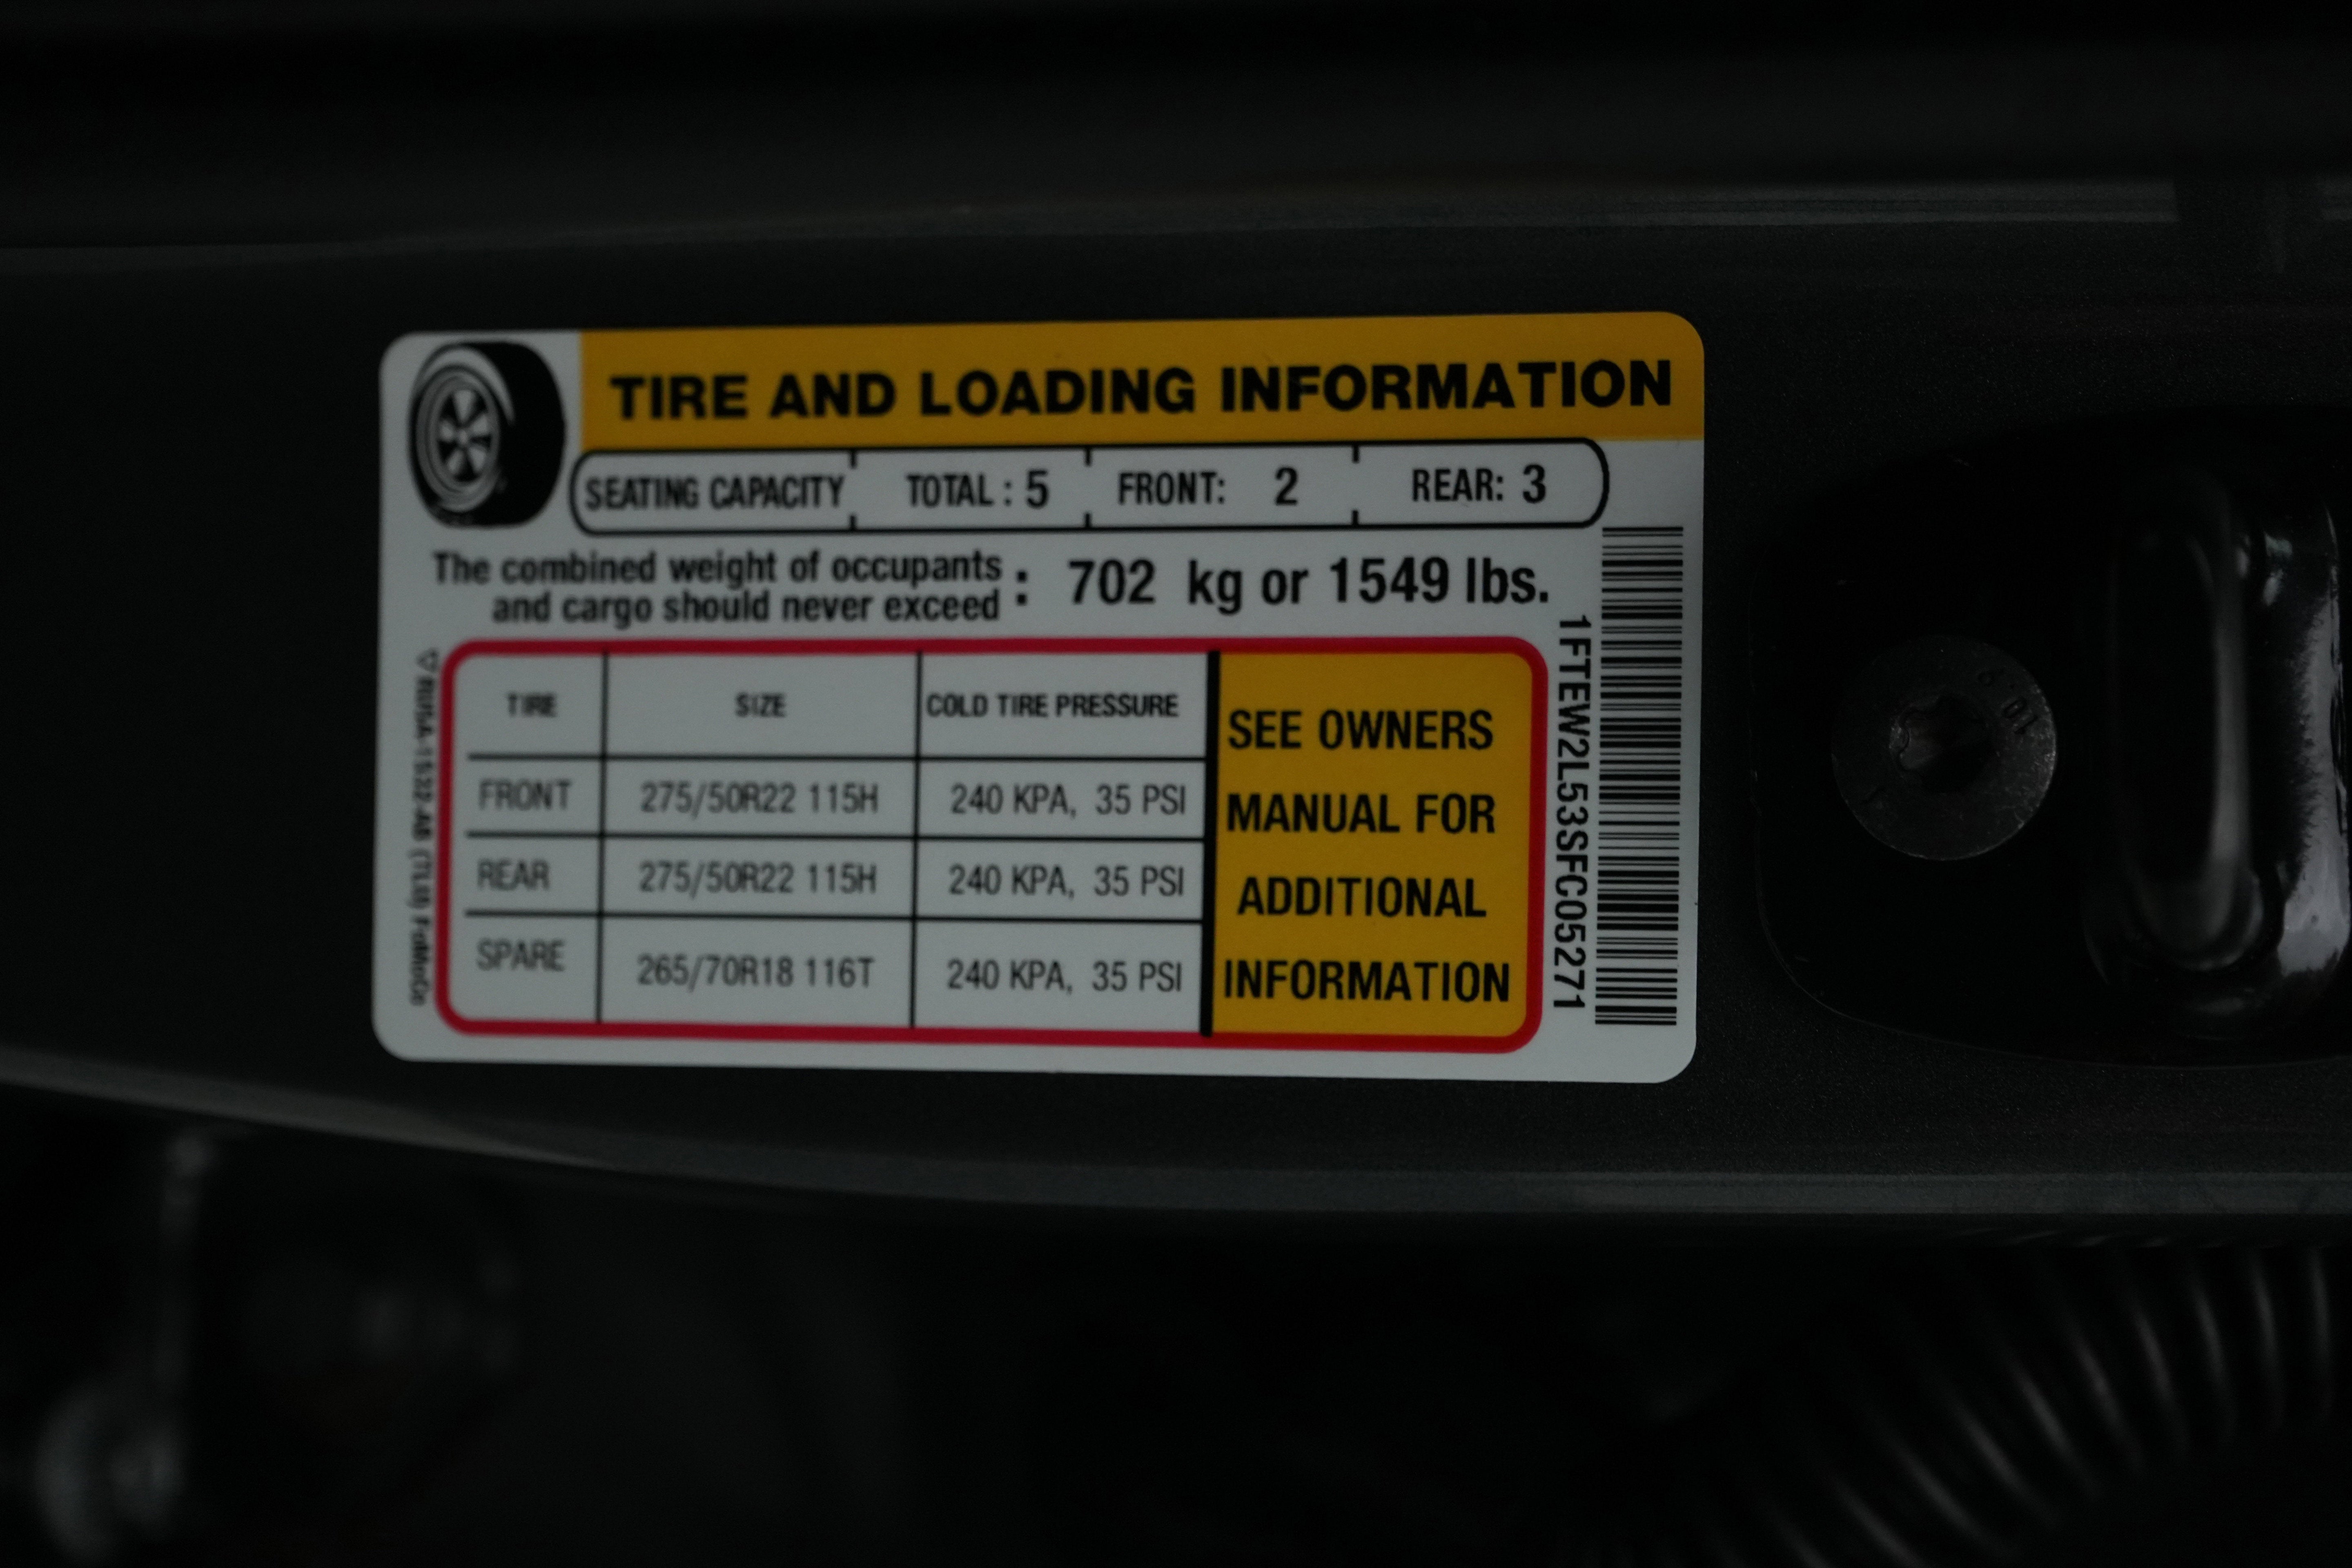 TIRE AND LOADING INFORMATION
SEATING CAPACITY TOTAL : 5 FRONT: 2 REAR: 3
The combined weight of occupants
and cargo should never exceed : 702 kg or 1549 lbs.
TIRE SIZE COLD TIRE PRESSURE
FRONT 275/50R22 115H 240 KPA, 35 PSI
REAR 275/50R22 115H 240 KPA, 35 PSI
SPARE 265/70R18 116T 240 KPA, 35 PSI
SEE OWNERS
MANUAL FOR
ADDITIONAL
INFORMATION
1FTEW2L53SFC05271